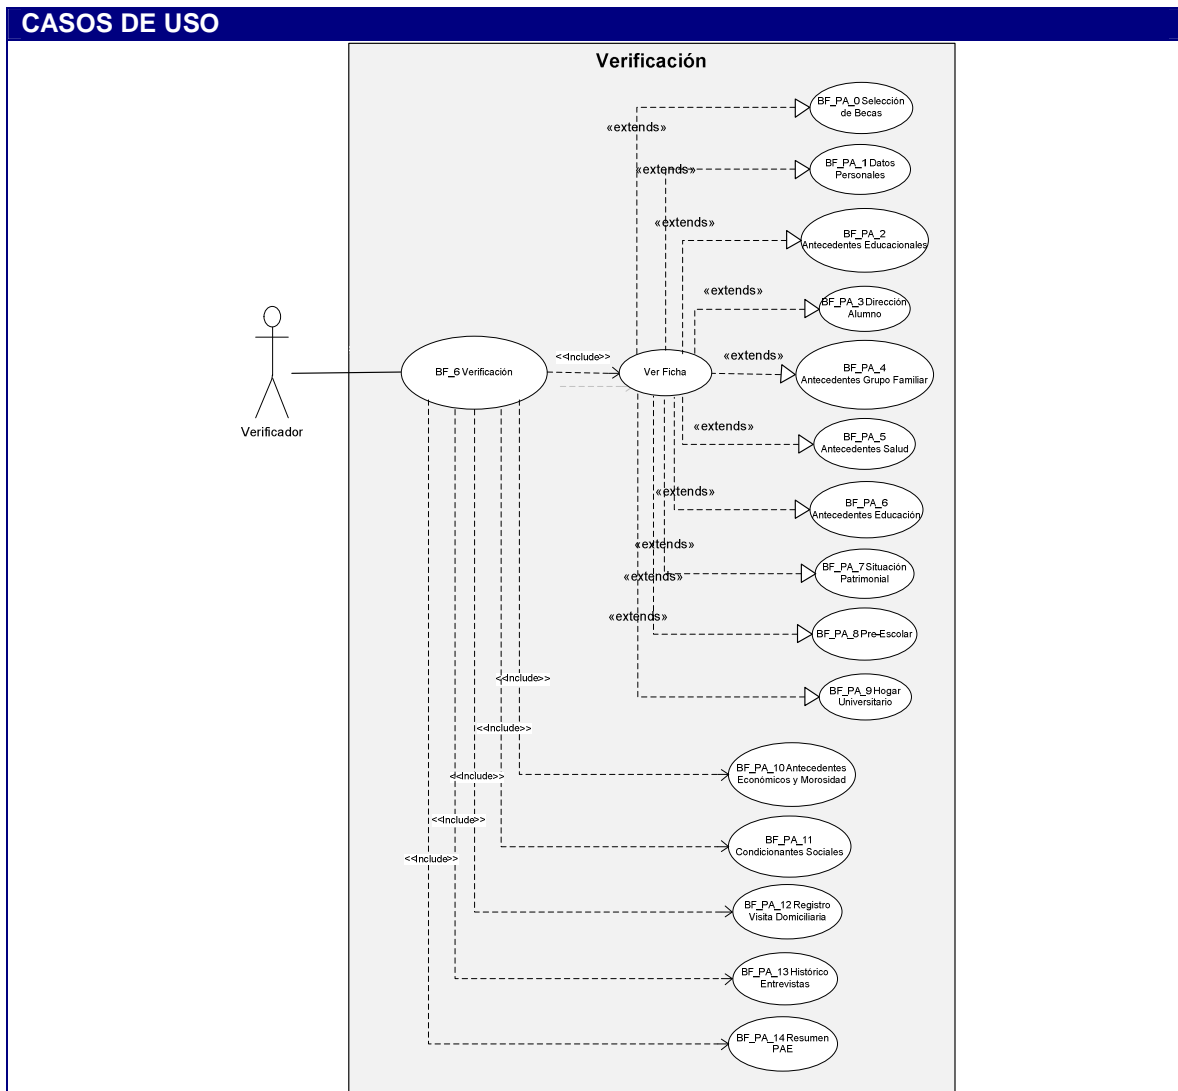 CASOS DE USO
Verificación
BF_PA_0 Selección
de Becas
«extends»
BF_PA_1 Datos
Personales
«extends»
BF_PA_2
Antecedentes Educacionales
«extends»
BF_PA_3 Dirección
Alumno
«extends»
BF_PA_4
Antecedentes Grupo Familiar
«extends»
<<Include>>
Ver Ficha
BF_6 Verificación
Verificador
BF_PA_5
Antecedentes Salud
«extends»
BF_PA_6
Antecedentes Educación
«extends»
«extends»
BF_PA_7 Situación
Patrimonial
«extends»
«extends»
BF_PA_8 Pre-Escolar
BF_PA_9 Hogar
Universitario
<<Include>>
<<Include>>
<<Include>>
<<Include>>
<<Include>>
BF_PA_10 Antecedentes
Económicos y Morosidad
BF_PA_11
Condicionantes Sociales
BF_PA_12 Registro
Visita Domiciliaria
BF_PA_13 Histórico
Entrevistas
BF_PA_14 Resumen
PAE